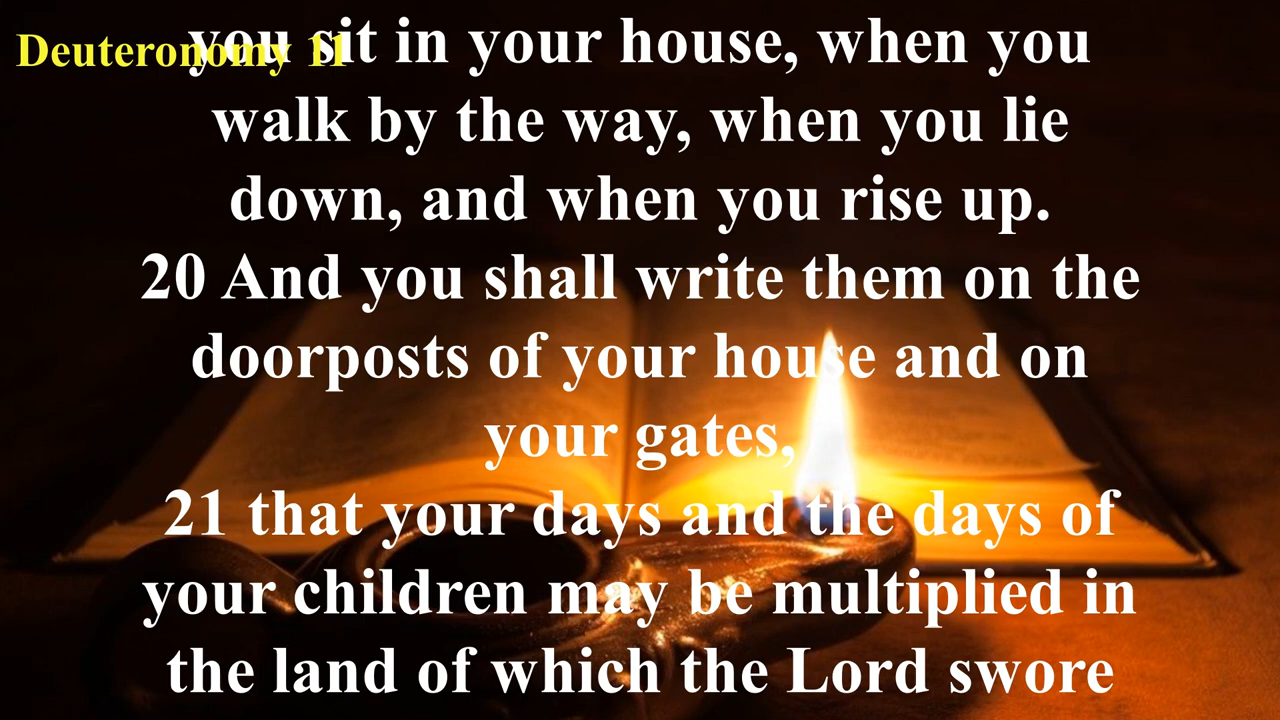 Deuteronomy 11
you sit in your house, when you
walk by the way, when you lie
down, and when you rise up.
20 And you shall write them on the
doorposts of your house and on
your gates,
21 that your days and the days of
your children may be multiplied in
the land of which the Lord swore